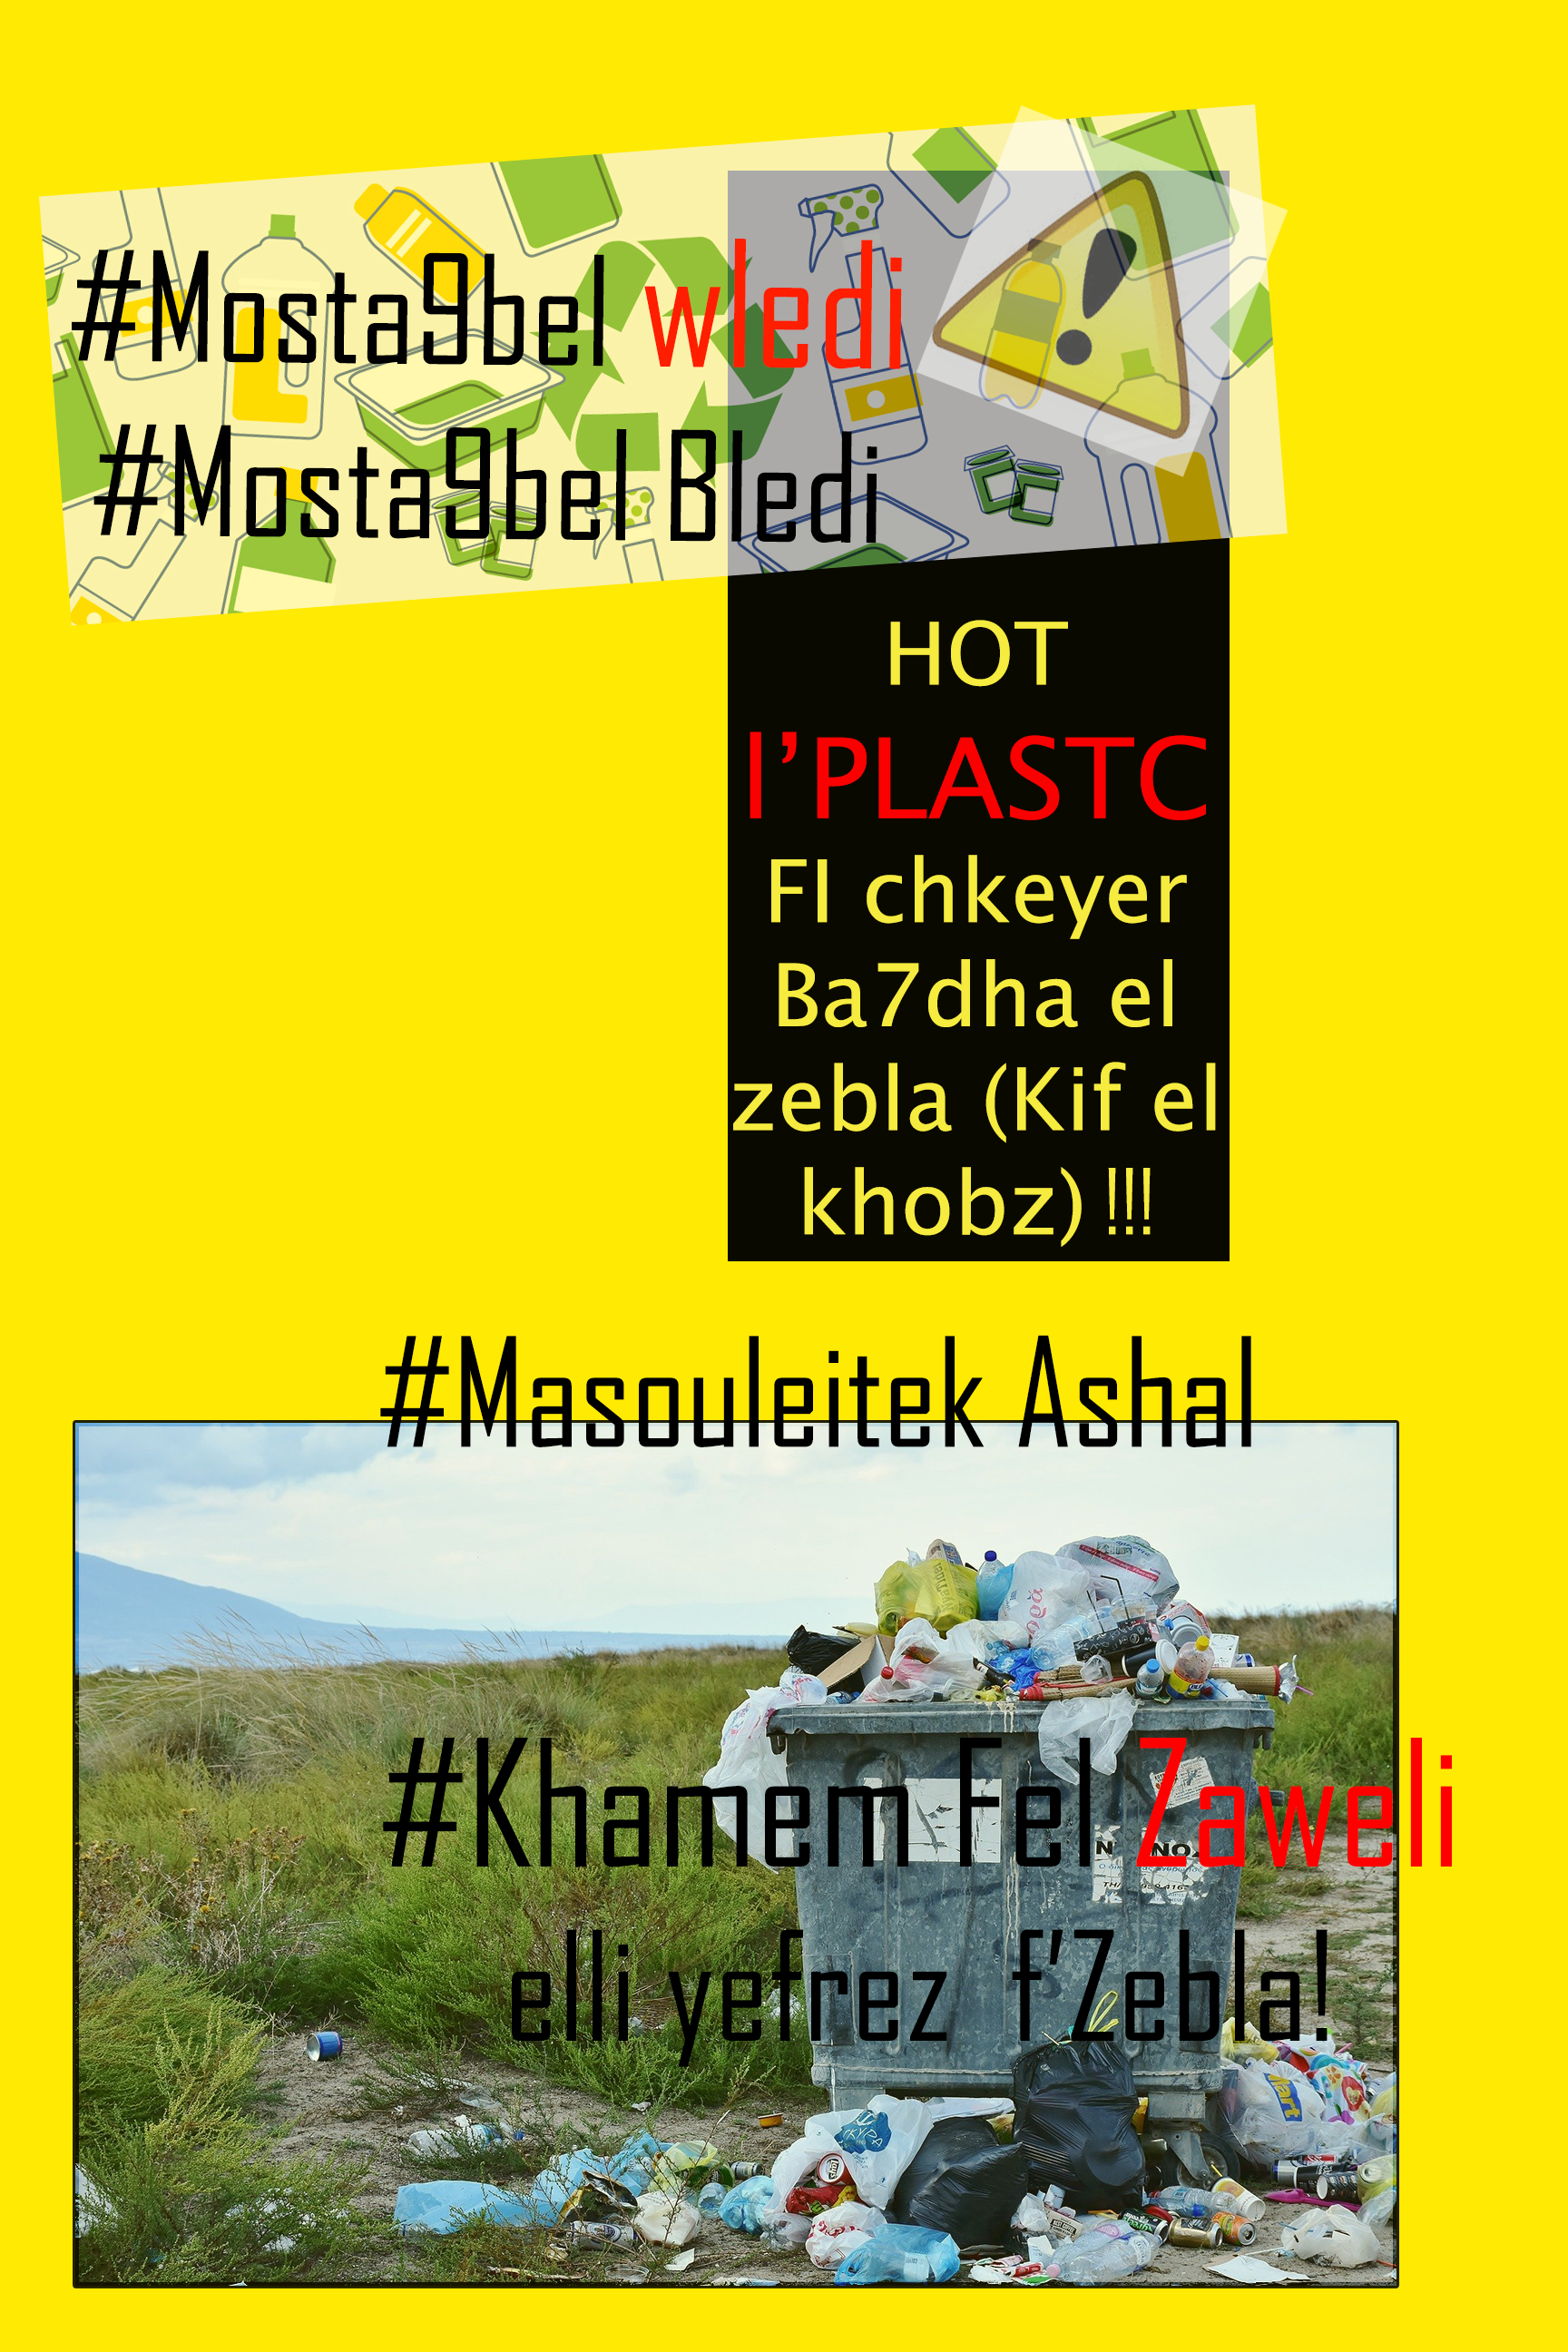 #Mosta9bel wledi
#Mosta9bel Bledi
HOT
l'PLASTC
FI chkeyer
Ba7dha el
zebla (Kif el
khobz) !!!
#Masouleitek Ashal
#Khamem Fel Zaweli
elli yefrez f'Zebla!